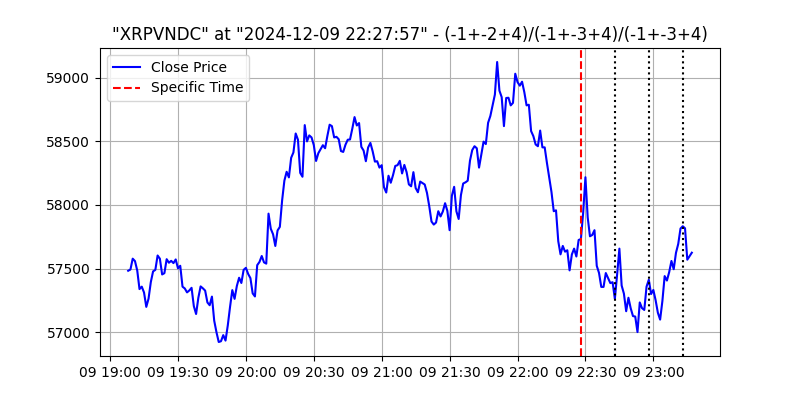 "XRPVNDC" at "2024-12-09 22:27:57" - (-1+-2+4)/(-1+-3+4)/(-1+-3+4)
Close Price
Specific Time
59000
58500
58000
57500
57000
09 19:00 09 19:30 09 20:00 09 20:30 09 21:00 09 21:30 09 22:00 09 22:30 09 23:00